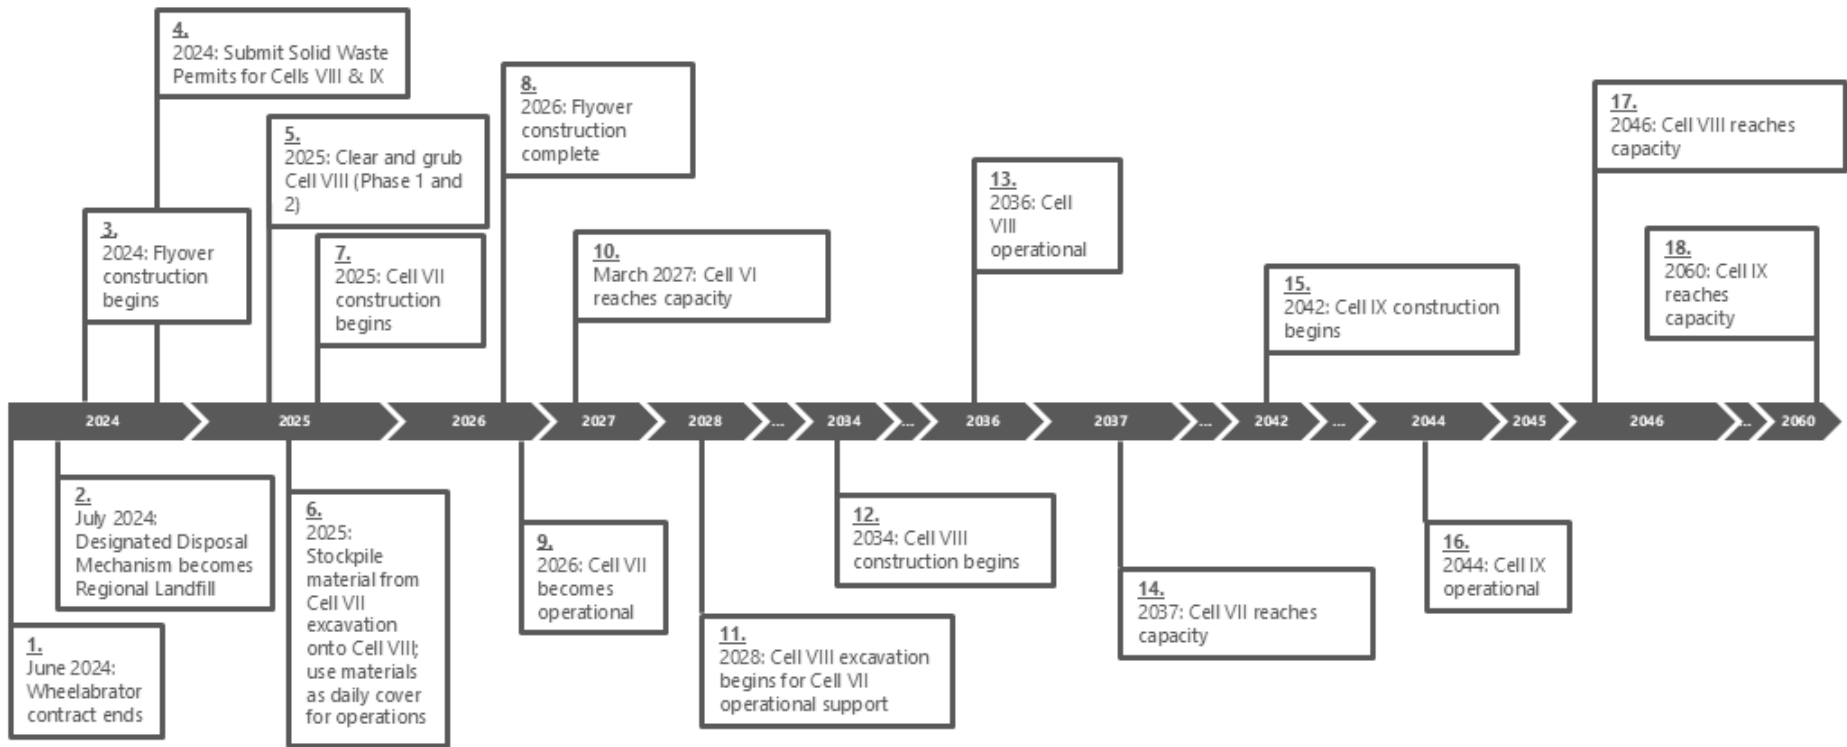 4.
2024: Submit Solid Waste
Permits for Cells VIII & IX
8.
2026: Flyover
construction
complete
17.
2046: Cell VIII reaches
capacity
5.
2025: Clear and grub
Cell VIII (Phase 1 and
2)
13.
2036: Cell
VIII
operational
3.
2024: Flyover
construction
begins
7.
2025: Cell VII
construction
begins
10.
March 2027: Cell VI
reaches capacity
15.
2042: Cell IX construction
begins
18.
2060: Cell IX
reaches
capacity
2024
2025
2026
2027
2028
...
2034
...
2036
2037
...
2042
...
2044
2045
2046
...
2060
2.
July 2024:
Designated Disposal
Mechanism becomes
Regional Landfill
6.
2025:
Stockpile
material from
Cell VII
excavation
onto Cell VIII;
use materials
as daily cover
for operations
9.
2026: Cell VII
becomes
operational
12.
2034: Cell VIII
construction begins
16.
2044: Cell IX
operational
14.
2037: Cell VII reaches
capacity
1.
June 2024:
Wheelabrator
contract ends
11.
2028: Cell VIII excavation
begins for Cell VII
operational support